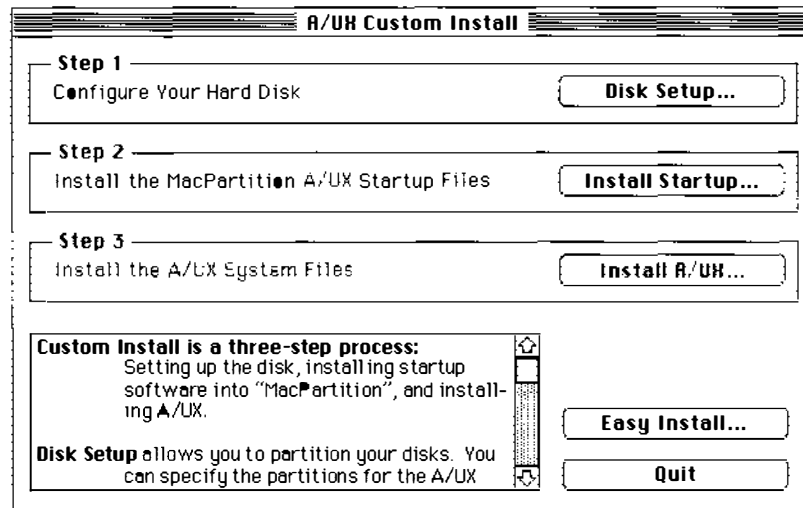 A/UX Custom Install
Step 1
Configure Your Hard Disk
Disk Setup...
Step 2
Install the MacPartition A/UX Startup Files
Install Startup...
Step 3
Install the A/UX System Files
Install A/UX...
Custom Install is a three-step process:
Setting up the disk, installing startup
software into “MacPartition”, and install-
ing A/UX.
Disk Setup allows you to partition your disks. You
can specify the partitions for the A/UX
Easy Install...
Quit